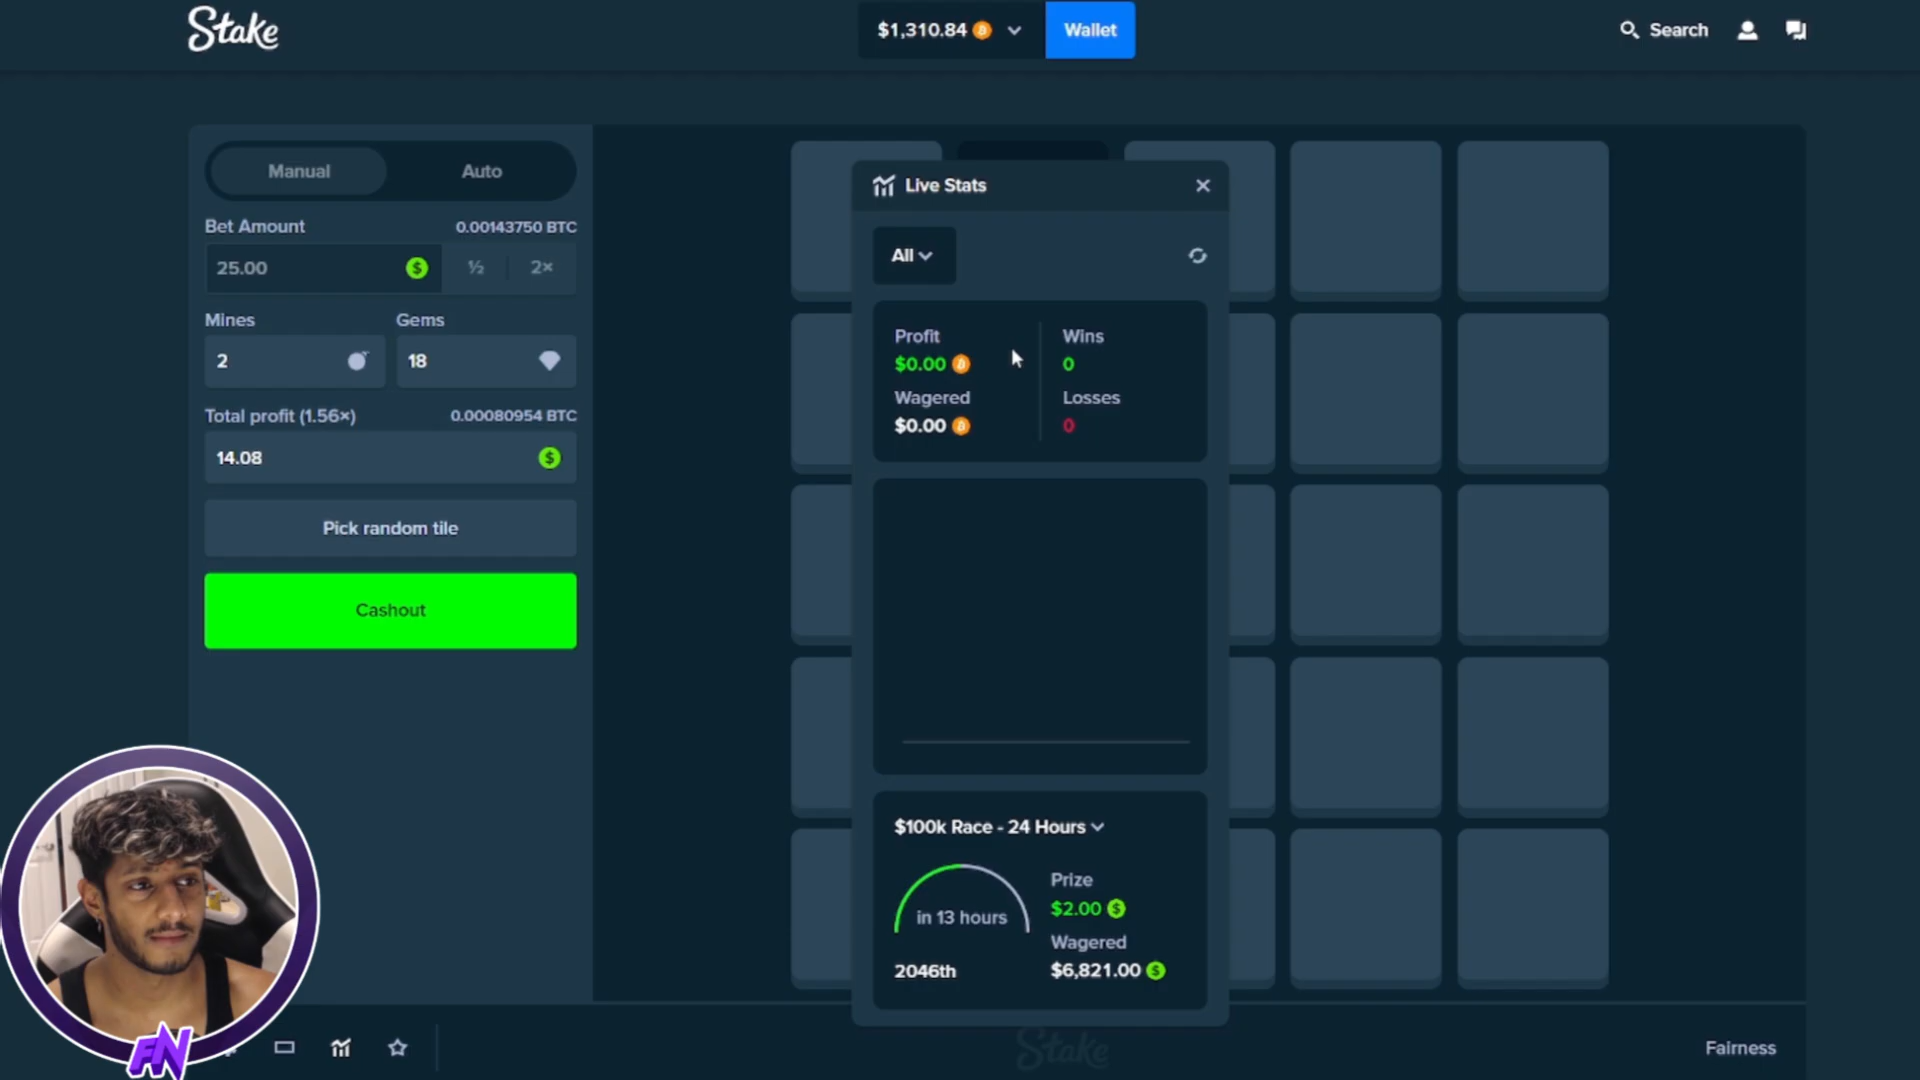 Stake
$1,310.84
Wallet
Search
Manual
Auto
Bet Amount
0.00143750 BTC
25.00
½
2×
Mines
Gems
2
18
Total profit (1.56×)
0.00080954 BTC
14.08
Pick random tile
Cashout
Live Stats
All
Profit
Wins
$0.00
0
Wagered
Losses
$0.00
0
$100k Race - 24 Hours
in 13 hours
Prize
$2.00
Wagered
2046th
$6,821.00
FN
Stake
Fairness